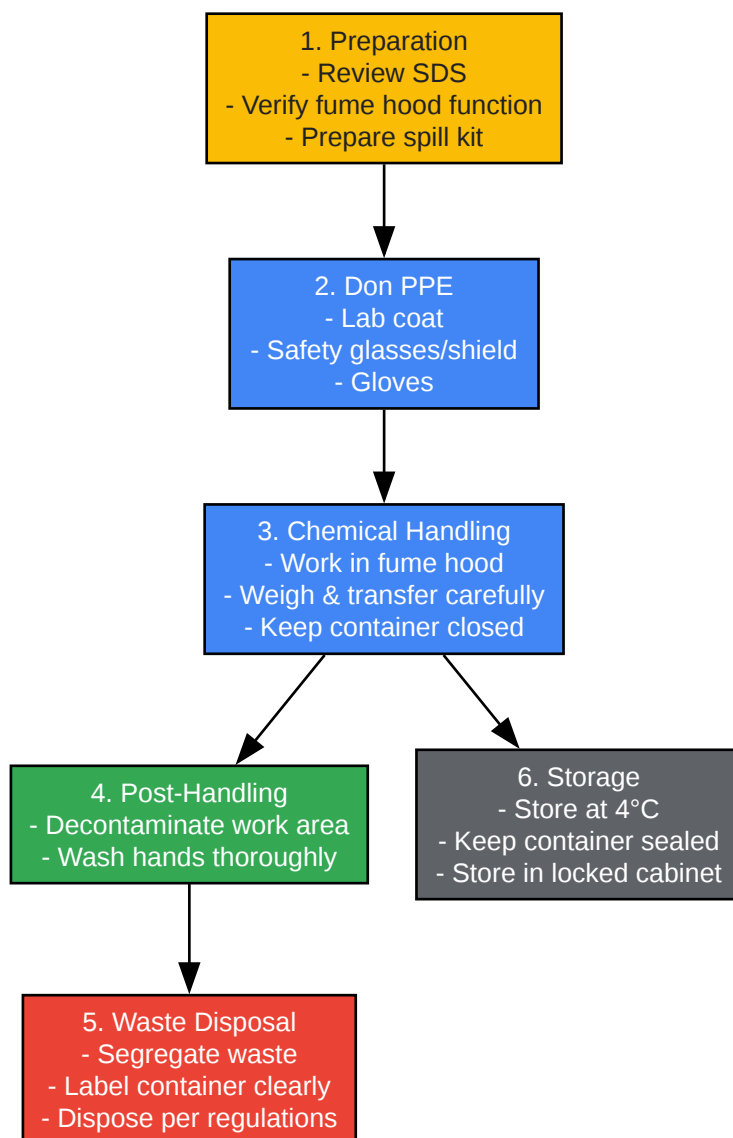 1. Preparation
- Review SDS
- Verify fume hood function
- Prepare spill kit
2. Don PPE
- Lab coat
- Safety glasses/shield
- Gloves
3. Chemical Handling
- Work in fume hood
- Weigh & transfer carefully
- Keep container closed
4. Post-Handling
- Decontaminate work area
- Wash hands thoroughly
6. Storage
- Store at 4°C
- Keep container sealed
- Store in locked cabinet
5. Waste Disposal
- Segregate waste
- Label container clearly
- Dispose per regulations